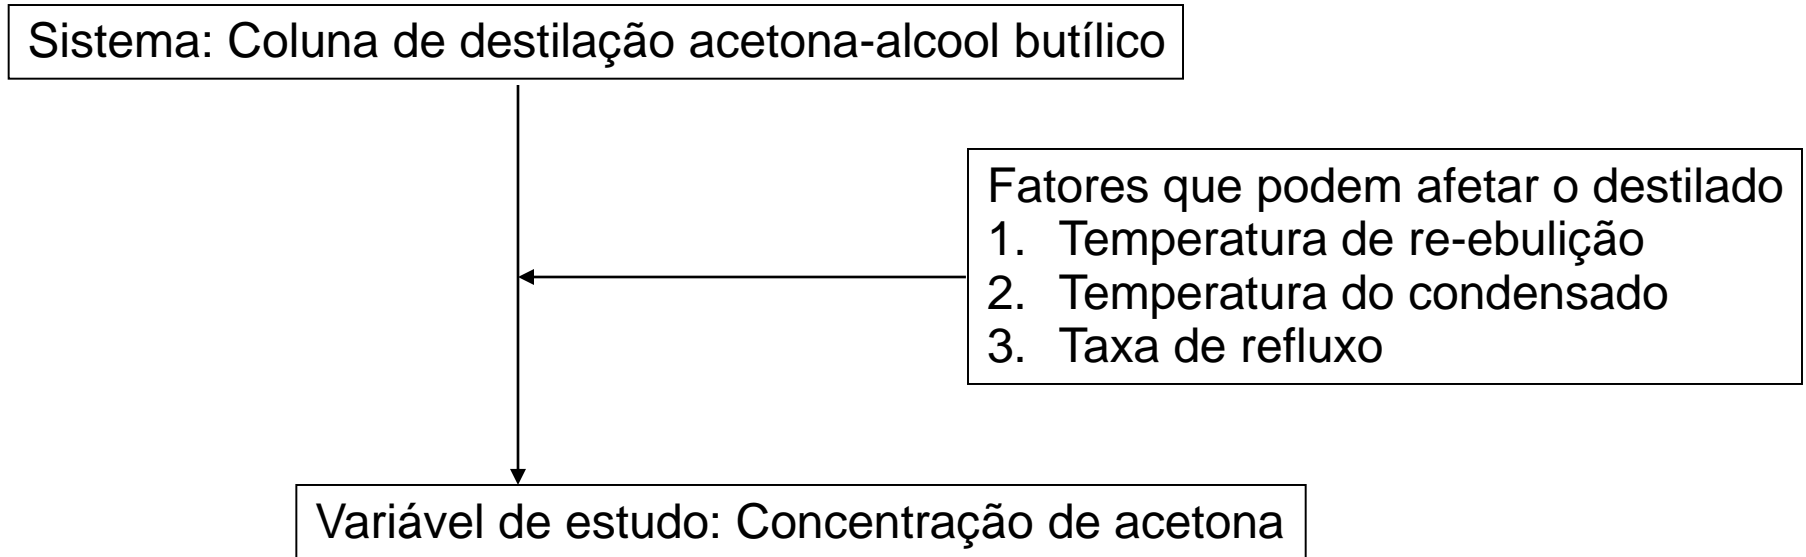 Sistema: Coluna de destilação acetona-alcool butílico
Fatores que podem afetar o destilado
1. Temperatura de re-ebulição
2. Temperatura do condensado
3. Taxa de refluxo
Variável de estudo: Concentração de acetona